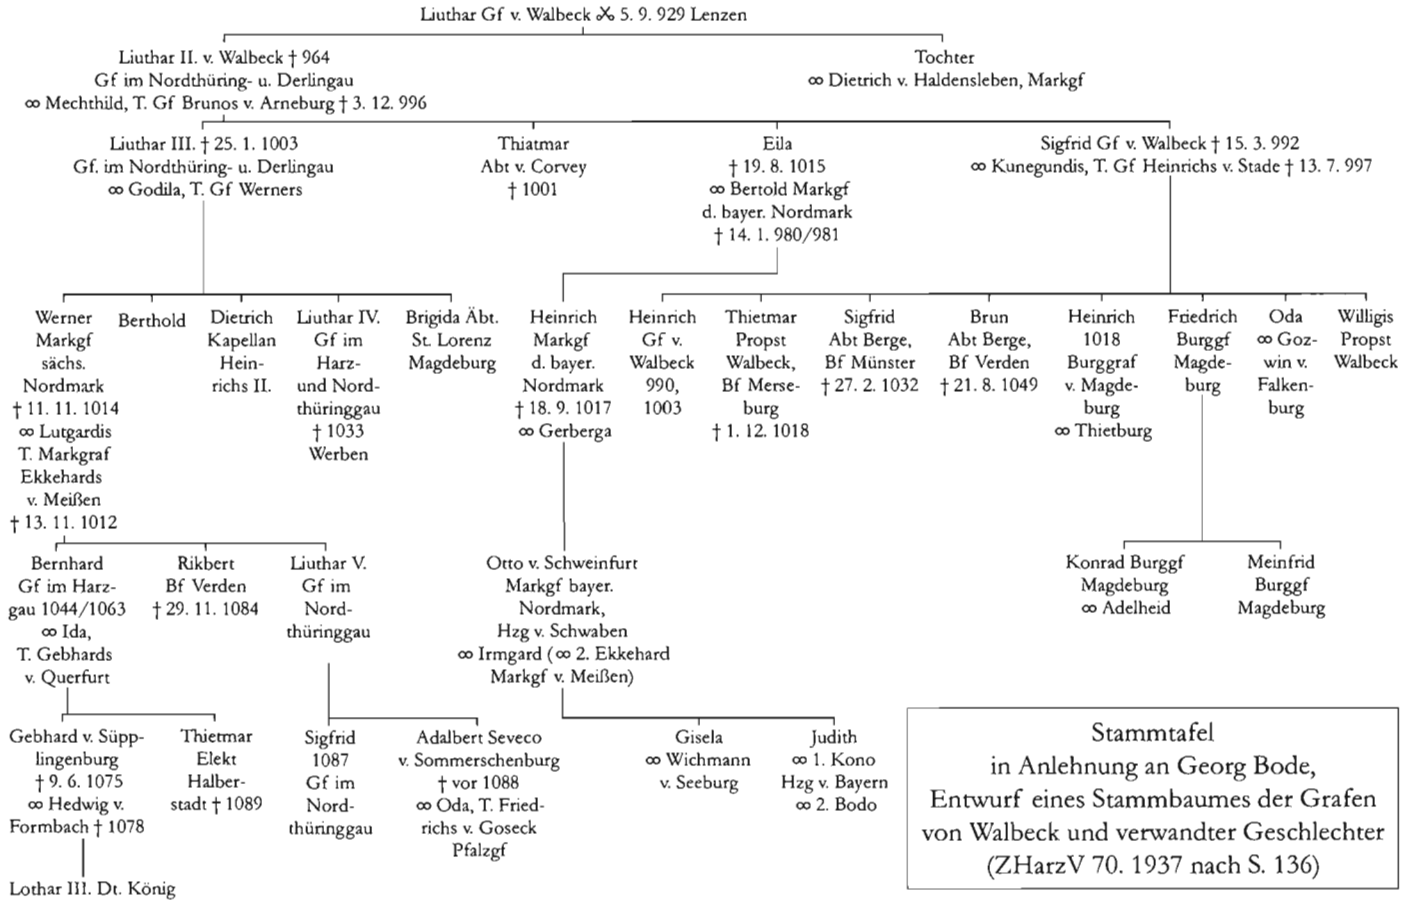 Liuthar Gf v. Walbeck ⚔ 5. 9. 929 Lenzen
Liuthar II. v. Walbeck † 964
Gf im Nordthüring- u. Derlingau
∞ Mechthild, T. Gf Brunos v. Arneburg † 3. 12. 996
Tochter
∞ Dietrich v. Haldensleben, Markgf
Liuthar III. † 25. 1. 1003
Gf. im Nordthüring- u. Derlingau
∞ Godila, T. Gf Werners
Thiatmar
Abt v. Corvey
† 1001
Eila
† 19. 8. 1015
∞ Bertold Markgf
d. bayer. Nordmark
† 14. 1. 980/981
Sigfrid Gf v. Walbeck † 15. 3. 992
∞ Kunegundis, T. Gf Heinrichs v. Stade † 13. 7. 997
Werner
Markgf
sächs.
Nordmark
† 11. 11. 1014
∞ Lutgardis
T. Markgraf
Ekkehards
v. Meißen
† 13. 11. 1012
Berthold
Dietrich
Kapellan
Hein-
richs II.
Liuthar IV.
Gf im
Harz-
und Nord-
thüringgau
† 1033
Werben
Brigida Äbt.
St. Lorenz
Magdeburg
Heinrich
Markgf
d. bayer.
Nordmark
† 18. 9. 1017
∞ Gerberga
Heinrich
Gf v.
Walbeck
990,
1003
Thietmar
Propst
Walbeck,
Bf Merse-
burg
† 1. 12. 1018
Sigfrid
Abt Berge,
Bf Münster
† 27. 2. 1032
Brun
Abt Berge,
Bf Verden
† 21. 8. 1049
Heinrich
1018
Burggraf
v. Magde-
burg
∞ Thietburg
Friedrich
Burggf
Magde-
burg
Oda
∞ Goz-
win v.
Falken-
burg
Willigis
Propst
Walbeck
Bernhard
Gf im Harz-
gau 1044/1063
∞ Ida,
T. Gebhards
v. Querfurt
Rikbert
Bf Verden
† 29. 11. 1084
Liuthar V.
Gf im
Nord-
thüringgau
Otto v. Schweinfurt
Markgf bayer.
Nordmark,
Hzg v. Schwaben
∞ Irmgard (∞ 2. Ekkehard
Markgf v. Meißen)
Konrad Burggf
Magdeburg
∞ Adelheid
Meinfrid
Burggf
Magdeburg
Gebhard v. Süpp-
lingenburg
† 9. 6. 1075
∞ Hedwig v.
Formbach † 1078
Thietmar
Elekt
Halber-
stadt † 1089
Sigfrid
1087
Gf im
Nord-
thüringgau
Adalbert Seveco
v. Sommerschenburg
† vor 1088
∞ Oda, T. Fried-
richs v. Goseck
Pfalzgf
Gisela
∞ Wichmann
v. Seeburg
Judith
∞ 1. Kono
Hzg v. Bayern
∞ 2. Bodo
Lothar III. Dt. König
Stammtafel
in Anlehnung an Georg Bode,
Entwurf eines Stammbaumes der Grafen
von Walbeck und verwandter Geschlechter
(ZHarzV 70. 1937 nach S. 136)